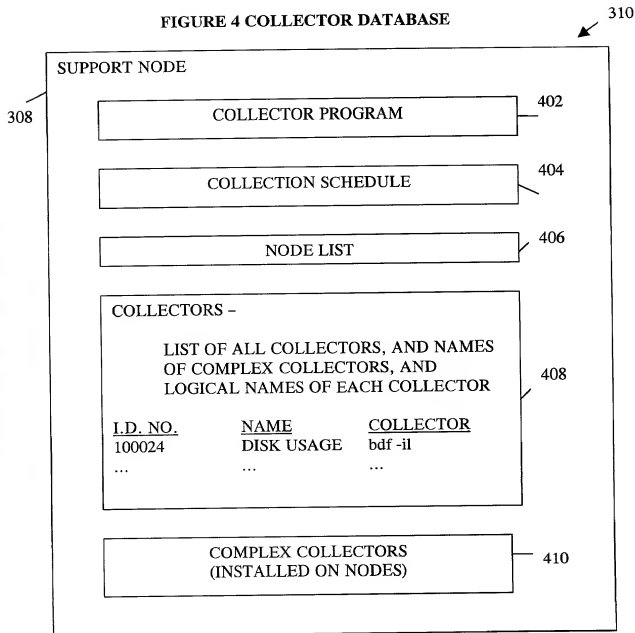 FIGURE 4 COLLECTOR DATABASE
310
SUPPORT NODE
308
COLLECTOR PROGRAM
402
COLLECTION SCHEDULE
404
NODE LIST
406
COLLECTORS –
LIST OF ALL COLLECTORS, AND NAMES
OF COMPLEX COLLECTORS, AND
LOGICAL NAMES OF EACH COLLECTOR
408
I.D. NO. NAME COLLECTOR
100024 DISK USAGE bdf -il
... ... ...
COMPLEX COLLECTORS
(INSTALLED ON NODES)
410